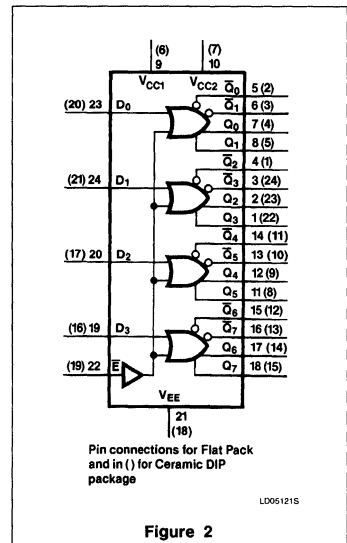 (6) (7)
9 10
VCC1 VCC2
Q̅0 5 (2)
(20) 23 D0 Q̅1 6 (3)
Q0 7 (4)
Q1 8 (5)
Q̅2 4 (1)
(21) 24 D1 Q̅3 3 (24)
Q2 2 (23)
Q3 1 (22)
Q̅4 14 (11)
(17) 20 D2 Q̅5 13 (10)
Q4 12 (9)
Q5 11 (8)
Q̅6 15 (12)
(16) 19 D3 Q̅7 16 (13)
Q6 17 (14)
(19) 22 E̅ Q7 18 (15)
VEE
21
(18)
Pin connections for Flat Pack
and in ( ) for Ceramic DIP
package
LD05121S
Figure 2